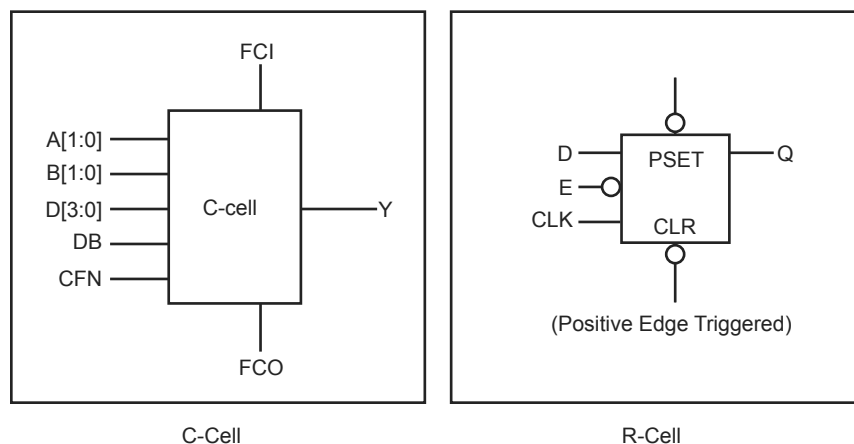 FCI
A[1:0]
B[1:0]
D[3:0]
DB
CFN
C-cell
Y
FCO
C-Cell
D
E
CLK
PSET
CLR
Q
(Positive Edge Triggered)
R-Cell